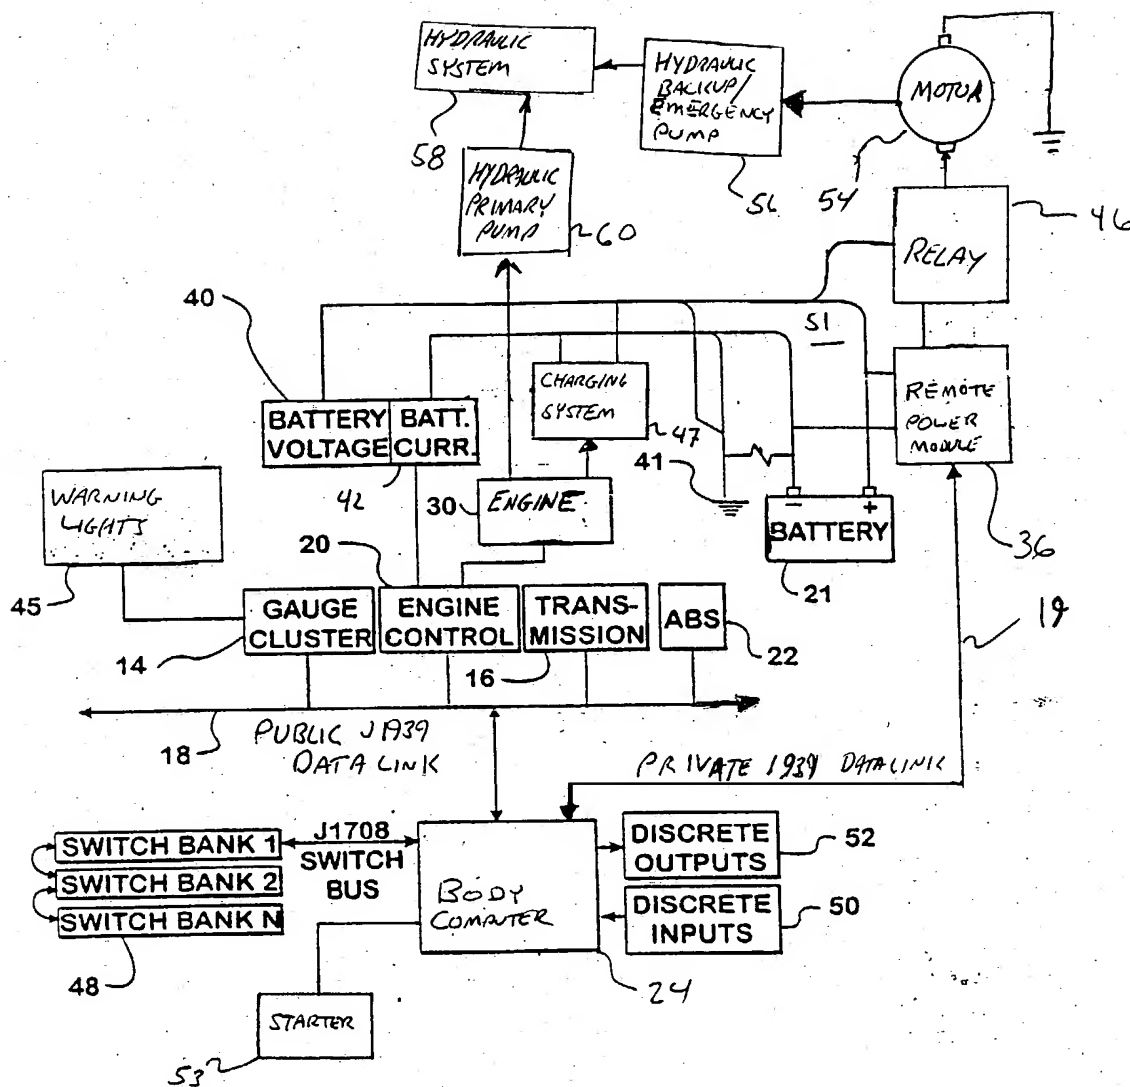 HYDRAULIC
SYSTEM
58
HYDRAULIC
BACKUP/
EMERGENCY
PUMP
56
MOTOR
54
HYDRAULIC
PRIMARY
PUMP
60
RELAY
46
40
51
BATTERY
VOLTAGE
BATT.
CURR.
42
CHARGING
SYSTEM
47
REMOTE
POWER
MODULE
36
WARNING
LIGHTS
45
30
ENGINE
41
- +
BATTERY
21
20
GAUGE
CLUSTER
14
ENGINE
CONTROL
TRANS-
MISSION
16
ABS
22
19
18
PUBLIC J1939
DATA LINK
PRIVATE 1939 DATALINK
SWITCH BANK 1
SWITCH BANK 2
SWITCH BANK N
48
J1708
SWITCH
BUS
BODY
COMPUTER
24
DISCRETE
OUTPUTS
52
DISCRETE
INPUTS
50
STARTER
53